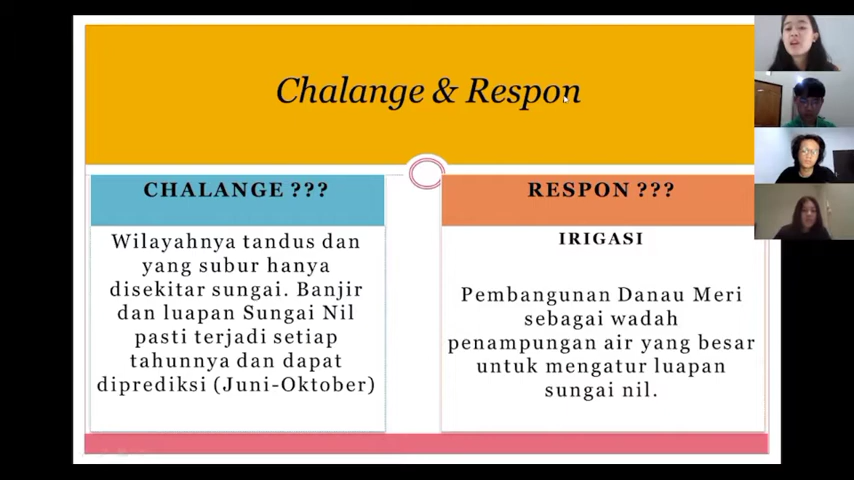 Chalange & Respon
CHALANGE ???
Wilayahnya tandus dan
yang subur hanya
disekitar sungai. Banjir
dan luapan Sungai Nil
pasti terjadi setiap
tahunnya dan dapat
diprediksi (Juni-Oktober)
RESPON ???
IRIGASI
Pembangunan Danau Meri
sebagai wadah
penampungan air yang besar
untuk mengatur luapan
sungai nil.